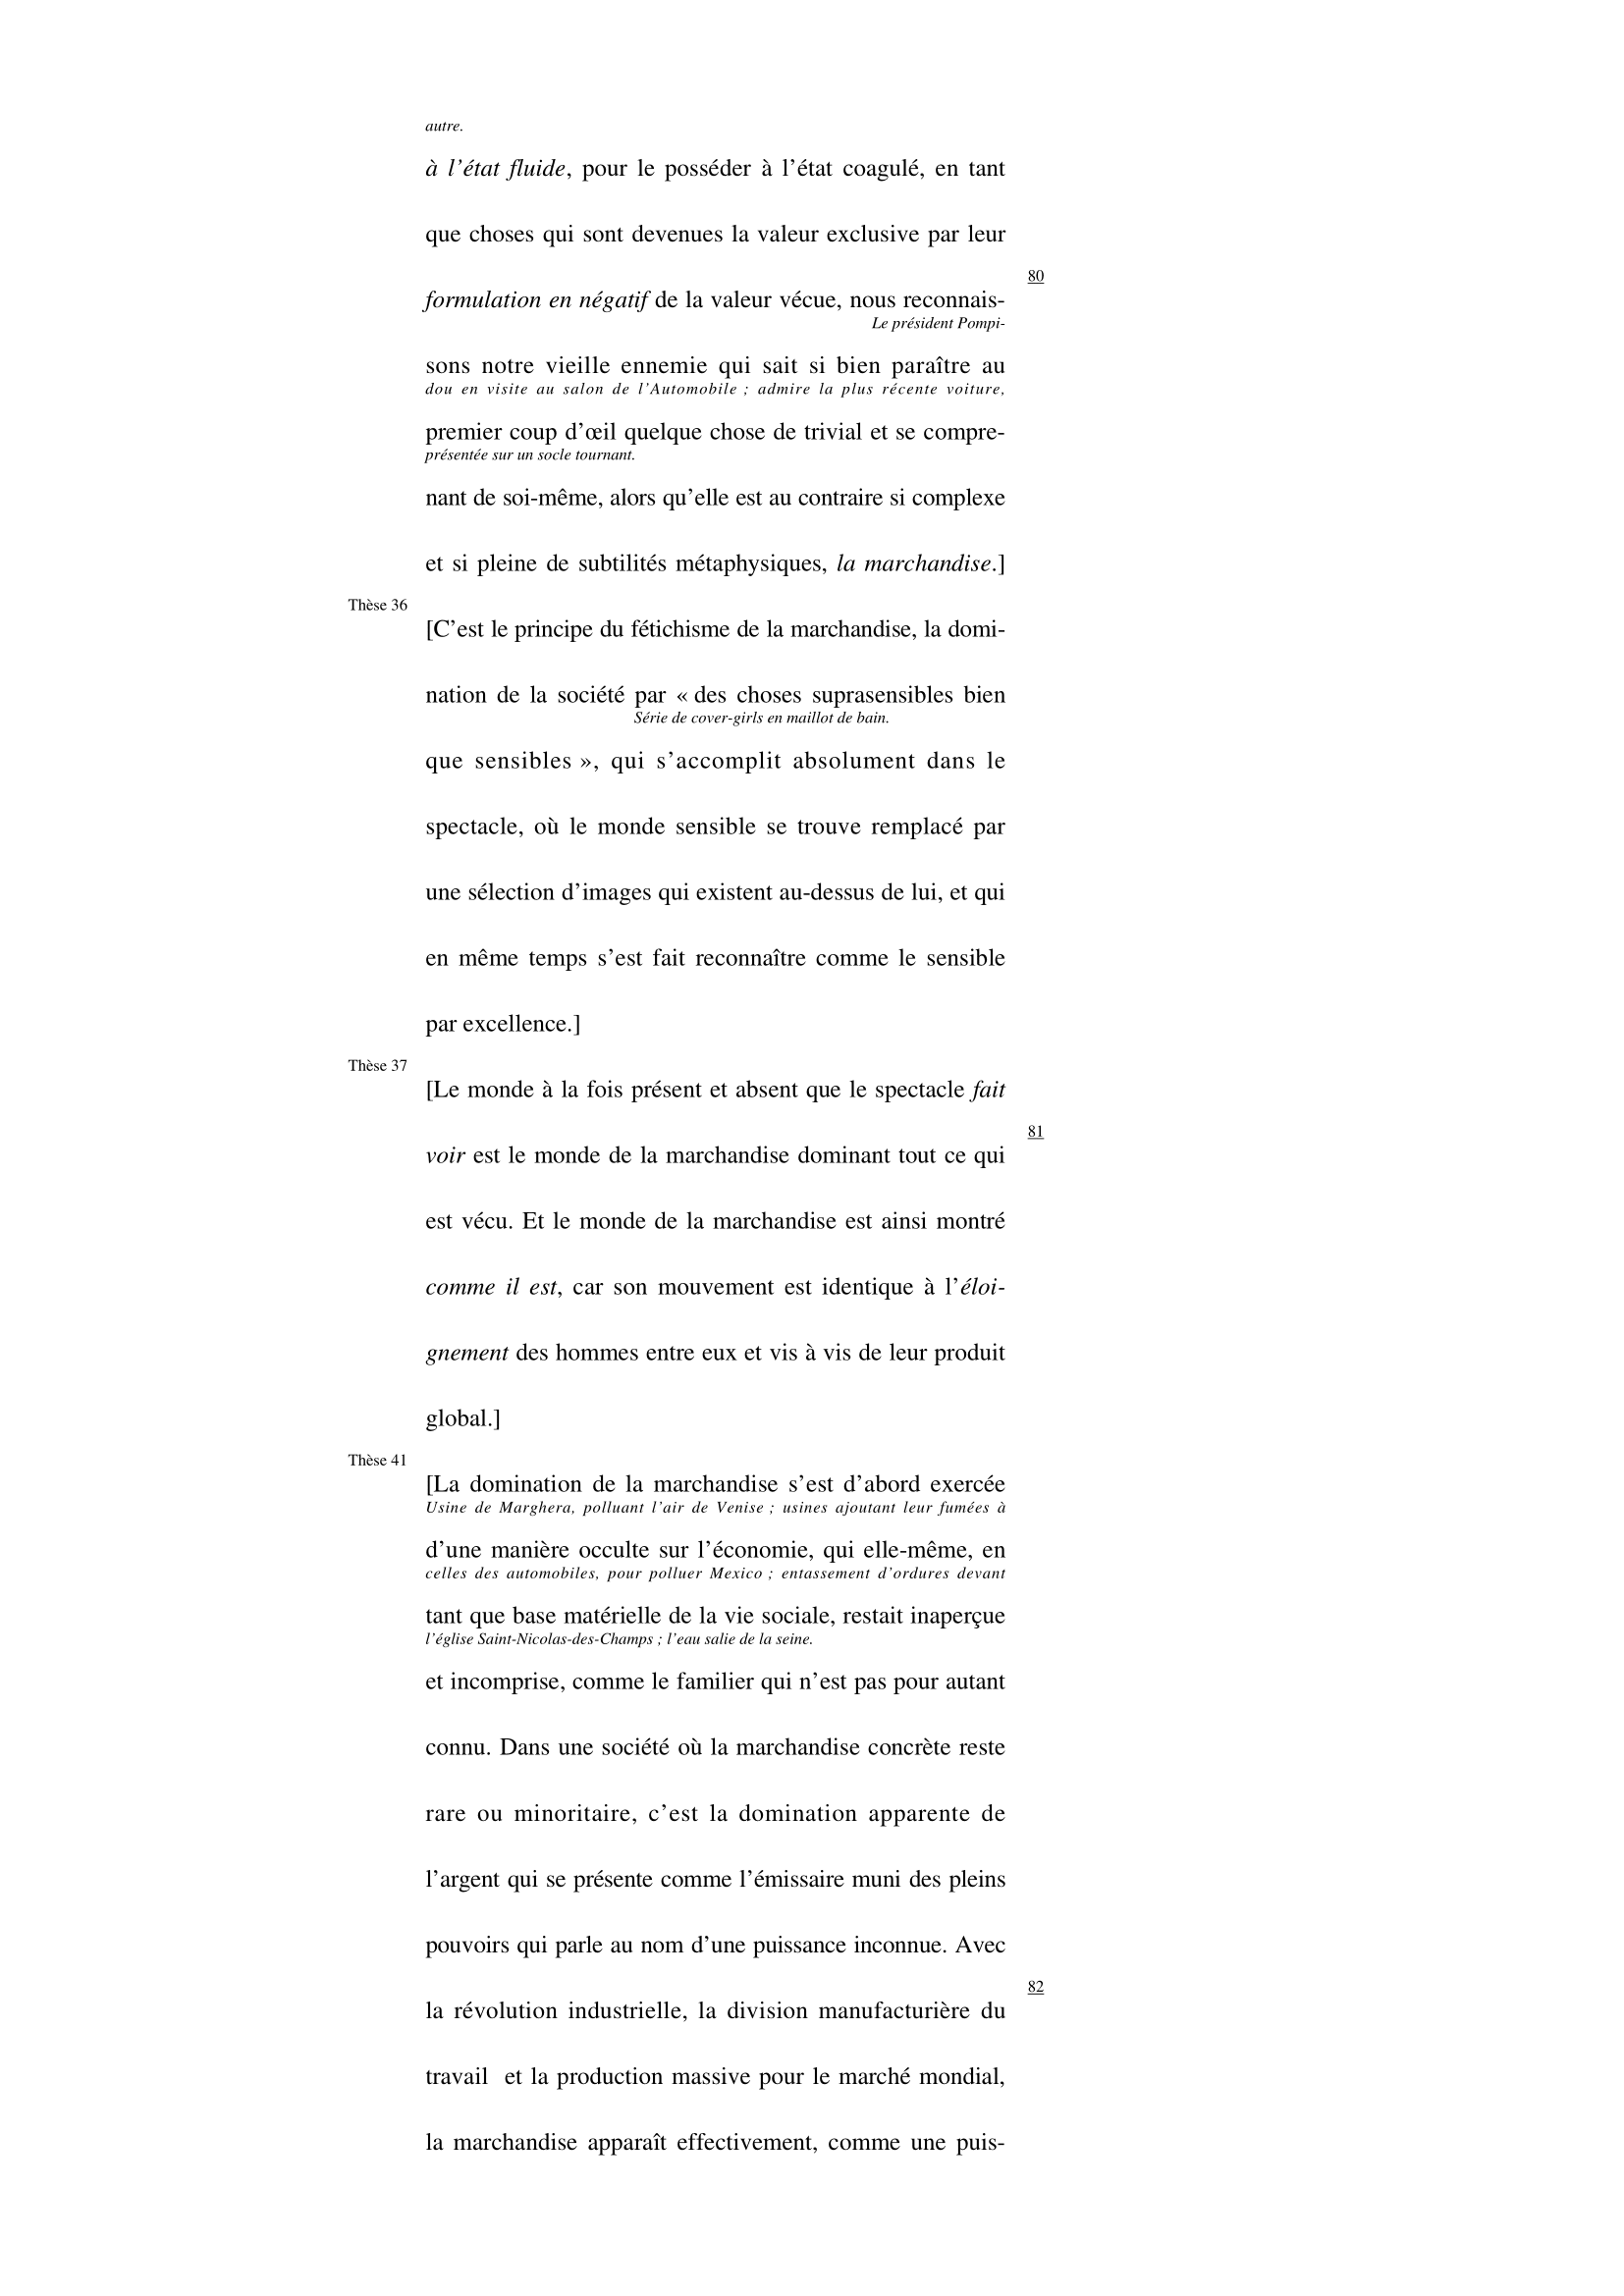 autre.
à l’état fluide, pour le posséder à l’état coagulé, en tant
que choses qui sont devenues la valeur exclusive par leur
80
formulation en négatif de la valeur vécue, nous reconnais-
Le président Pompi-
sons notre vieille ennemie qui sait si bien paraître au
dou en visite au salon de l’Automobile ; admire la plus récente voiture,
premier coup d’œil quelque chose de trivial et se compre-
présentée sur un socle tournant.
nant de soi-même, alors qu’elle est au contraire si complexe
et si pleine de subtilités métaphysiques, la marchandise.]
Thèse 36
[C’est le principe du fétichisme de la marchandise, la domi-
nation de la société par « des choses suprasensibles bien
Série de cover-girls en maillot de bain.
que sensibles », qui s’accomplit absolument dans le
spectacle, où le monde sensible se trouve remplacé par
une sélection d’images qui existent au-dessus de lui, et qui
en même temps s’est fait reconnaître comme le sensible
par excellence.]
Thèse 37
[Le monde à la fois présent et absent que le spectacle fait
81
voir est le monde de la marchandise dominant tout ce qui
est vécu. Et le monde de la marchandise est ainsi montré
comme il est, car son mouvement est identique à l’éloi-
gnement des hommes entre eux et vis à vis de leur produit
global.]
Thèse 41
[La domination de la marchandise s’est d’abord exercée
Usine de Marghera, polluant l’air de Venise ; usines ajoutant leur fumées à
d’une manière occulte sur l’économie, qui elle-même, en
celles des automobiles, pour polluer Mexico ; entassement d’ordures devant
tant que base matérielle de la vie sociale, restait inaperçue
l’église Saint-Nicolas-des-Champs ; l’eau salie de la seine.
et incomprise, comme le familier qui n’est pas pour autant
connu. Dans une société où la marchandise concrète reste
rare ou minoritaire, c’est la domination apparente de
l’argent qui se présente comme l’émissaire muni des pleins
pouvoirs qui parle au nom d’une puissance inconnue. Avec
82
la révolution industrielle, la division manufacturière du
travail et la production massive pour le marché mondial,
la marchandise apparaît effectivement, comme une puis-